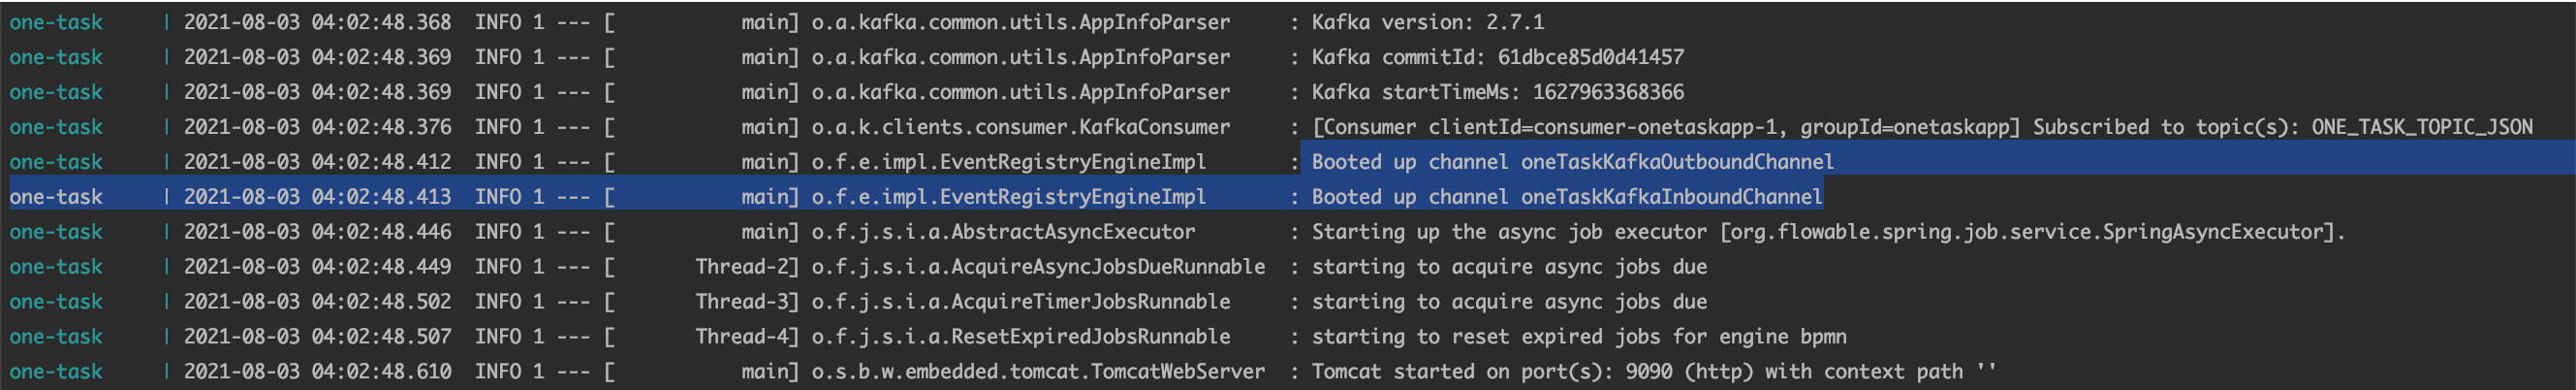 one-task | 2021-08-03 04:02:48.368 INFO 1 --- [ main] o.a.kafka.common.utils.AppInfoParser : Kafka version: 2.7.1
one-task | 2021-08-03 04:02:48.369 INFO 1 --- [ main] o.a.kafka.common.utils.AppInfoParser : Kafka commitId: 61dbce85d0d41457
one-task | 2021-08-03 04:02:48.369 INFO 1 --- [ main] o.a.kafka.common.utils.AppInfoParser : Kafka startTimeMs: 1627963368366
one-task | 2021-08-03 04:02:48.376 INFO 1 --- [ main] o.a.k.clients.consumer.KafkaConsumer : [Consumer clientId=consumer-onetaskapp-1, groupId=onetaskapp] Subscribed to topic(s): ONE_TASK_TOPIC_JSON
one-task | 2021-08-03 04:02:48.412 INFO 1 --- [ main] o.f.e.impl.EventRegistryEngineImpl : Booted up channel oneTaskKafkaOutboundChannel
one-task | 2021-08-03 04:02:48.413 INFO 1 --- [ main] o.f.e.impl.EventRegistryEngineImpl : Booted up channel oneTaskKafkaInboundChannel
one-task | 2021-08-03 04:02:48.446 INFO 1 --- [ main] o.f.j.s.i.a.AbstractAsyncExecutor : Starting up the async job executor [org.flowable.spring.job.service.SpringAsyncExecutor].
one-task | 2021-08-03 04:02:48.449 INFO 1 --- [ Thread-2] o.f.j.s.i.a.AcquireAsyncJobsDueRunnable : starting to acquire async jobs due
one-task | 2021-08-03 04:02:48.502 INFO 1 --- [ Thread-3] o.f.j.s.i.a.AcquireTimerJobsRunnable : starting to acquire async jobs due
one-task | 2021-08-03 04:02:48.507 INFO 1 --- [ Thread-4] o.f.j.s.i.a.ResetExpiredJobsRunnable : starting to reset expired jobs for engine bpmn
one-task | 2021-08-03 04:02:48.610 INFO 1 --- [ main] o.s.b.w.embedded.tomcat.TomcatWebServer : Tomcat started on port(s): 9090 (http) with context path ''